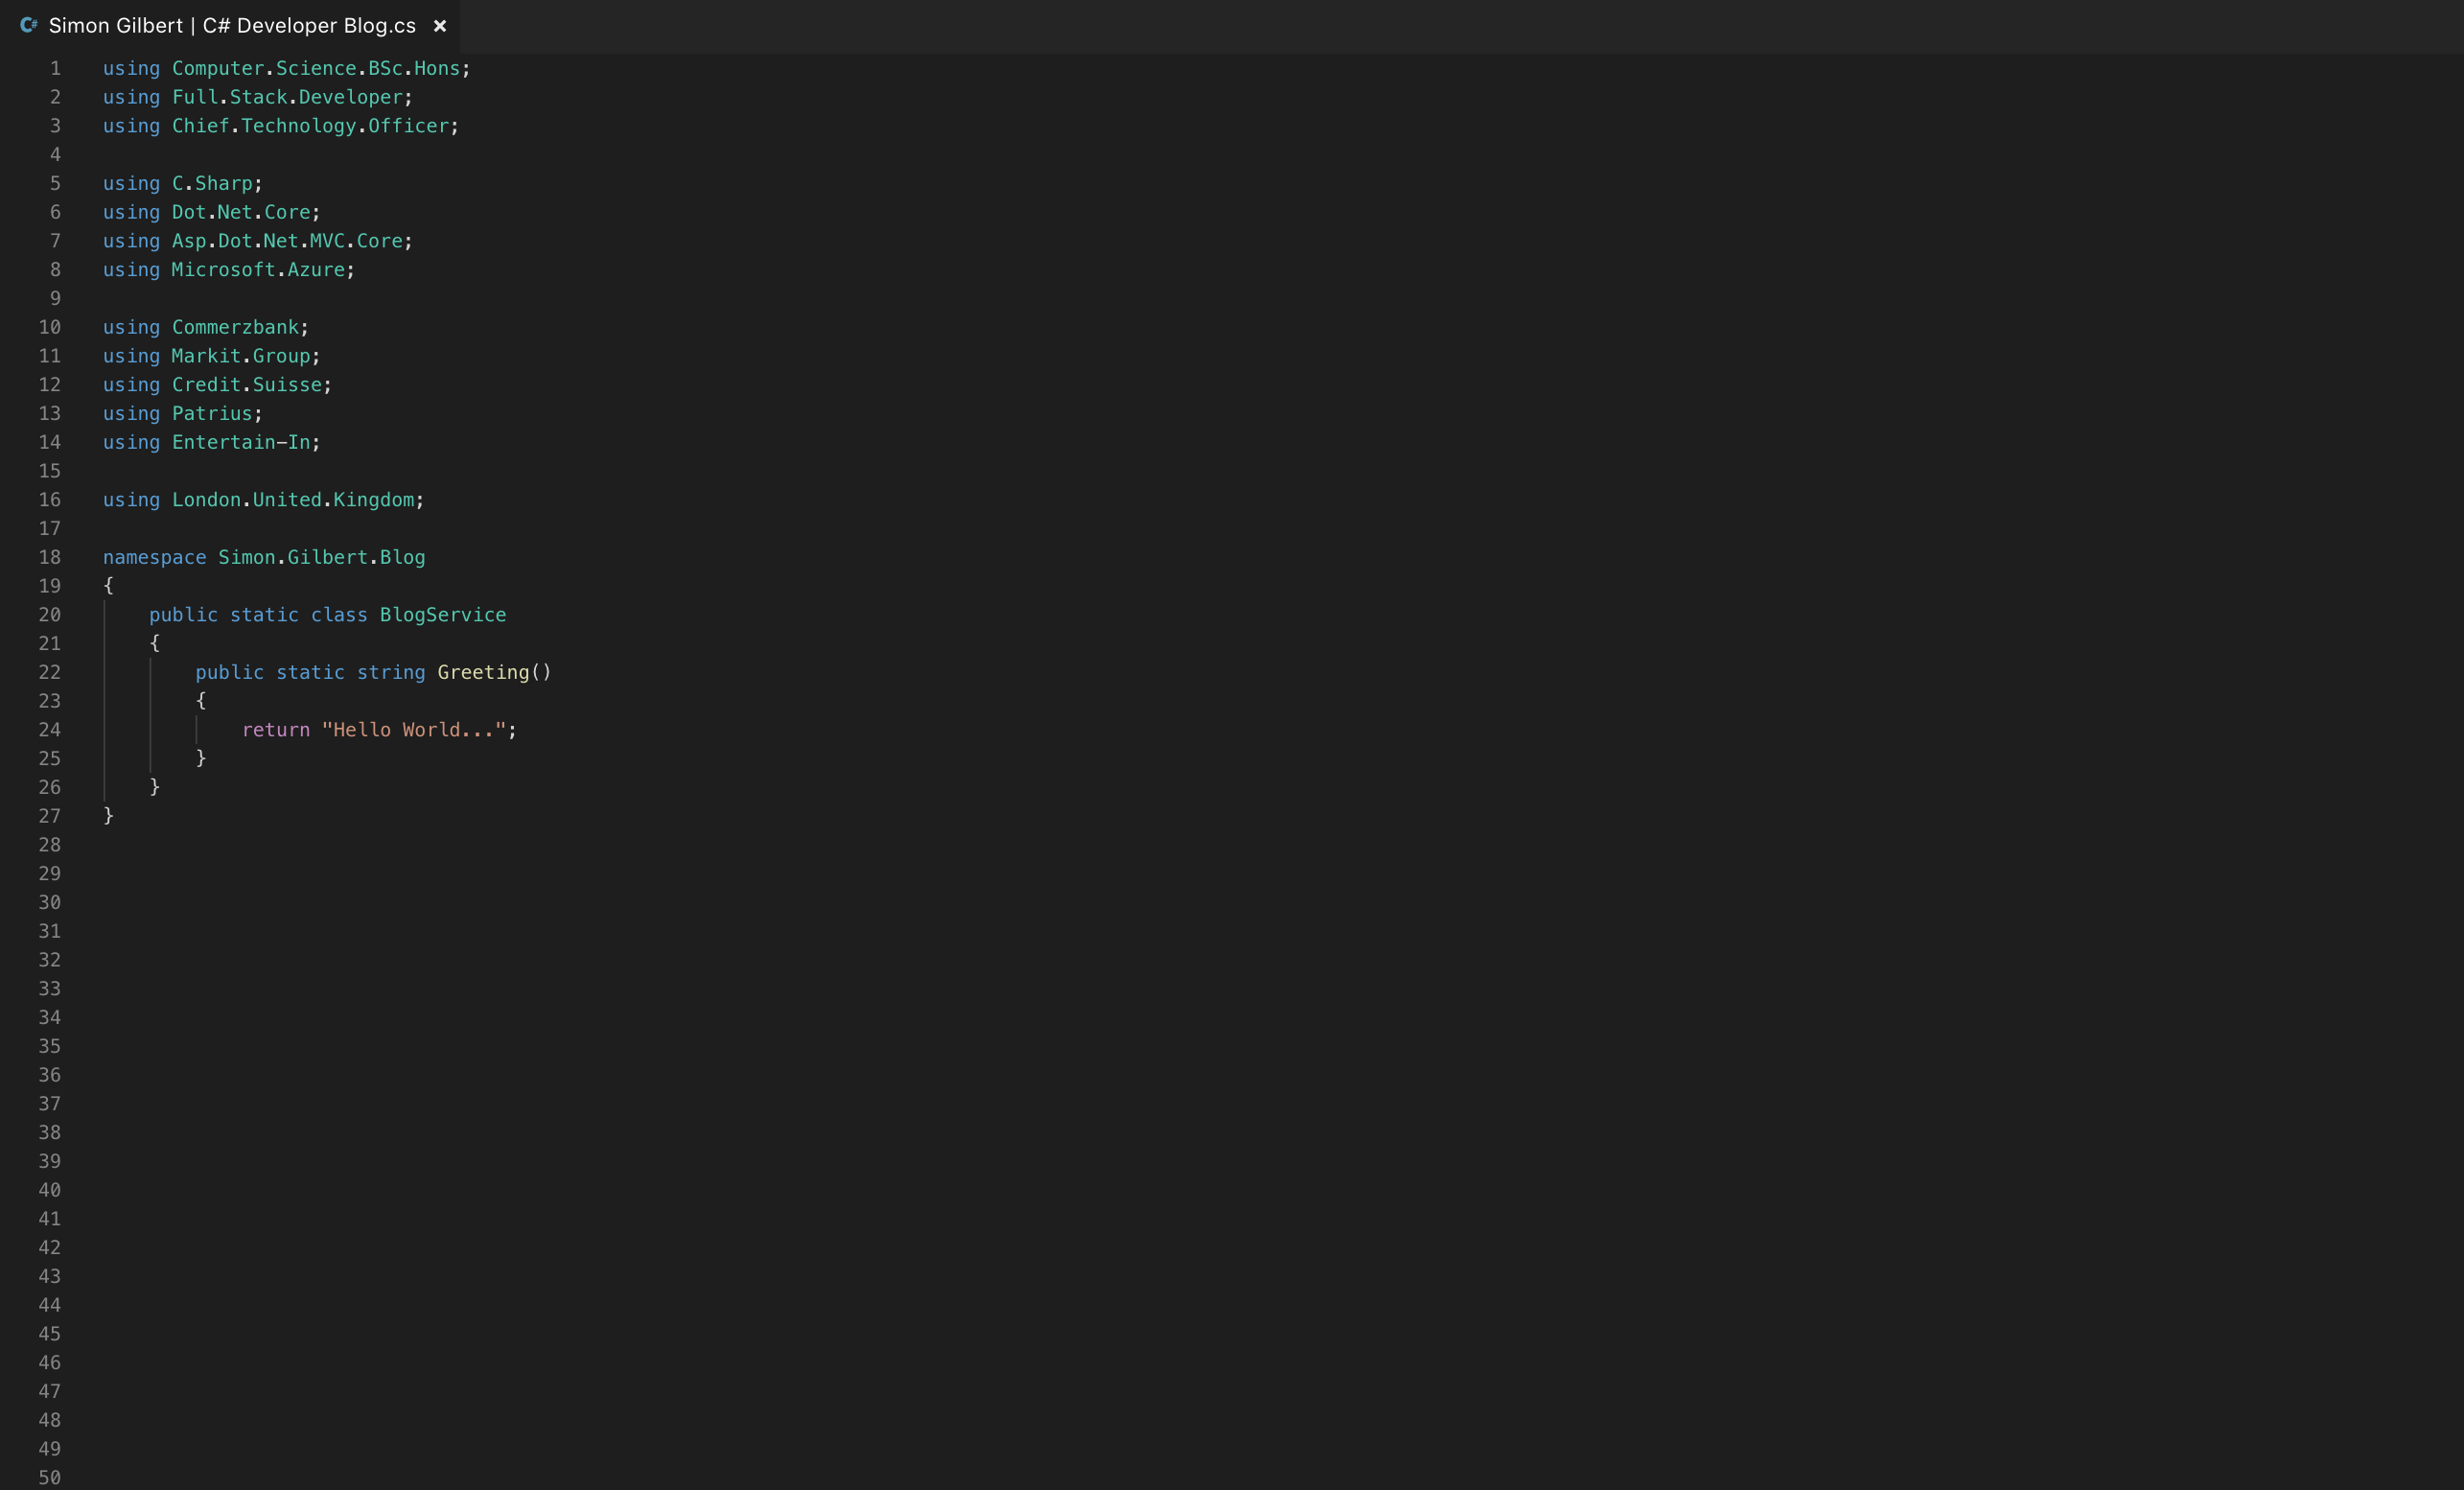 Simon Gilbert | C# Developer Blog.cs ×
1 using Computer.Science.BSc.Hons;
2 using Full.Stack.Developer;
3 using Chief.Technology.Officer;
4
5 using C.Sharp;
6 using Dot.Net.Core;
7 using Asp.Dot.Net.MVC.Core;
8 using Microsoft.Azure;
9
10 using Commerzbank;
11 using Markit.Group;
12 using Credit.Suisse;
13 using Patrius;
14 using Entertain-In;
15
16 using London.United.Kingdom;
17
18 namespace Simon.Gilbert.Blog
19 {
20     public static class BlogService
21     {
22         public static string Greeting()
23         {
24             return "Hello World...";
25         }
26     }
27 }
28
29
30
31
32
33
34
35
36
37
38
39
40
41
42
43
44
45
46
47
48
49
50